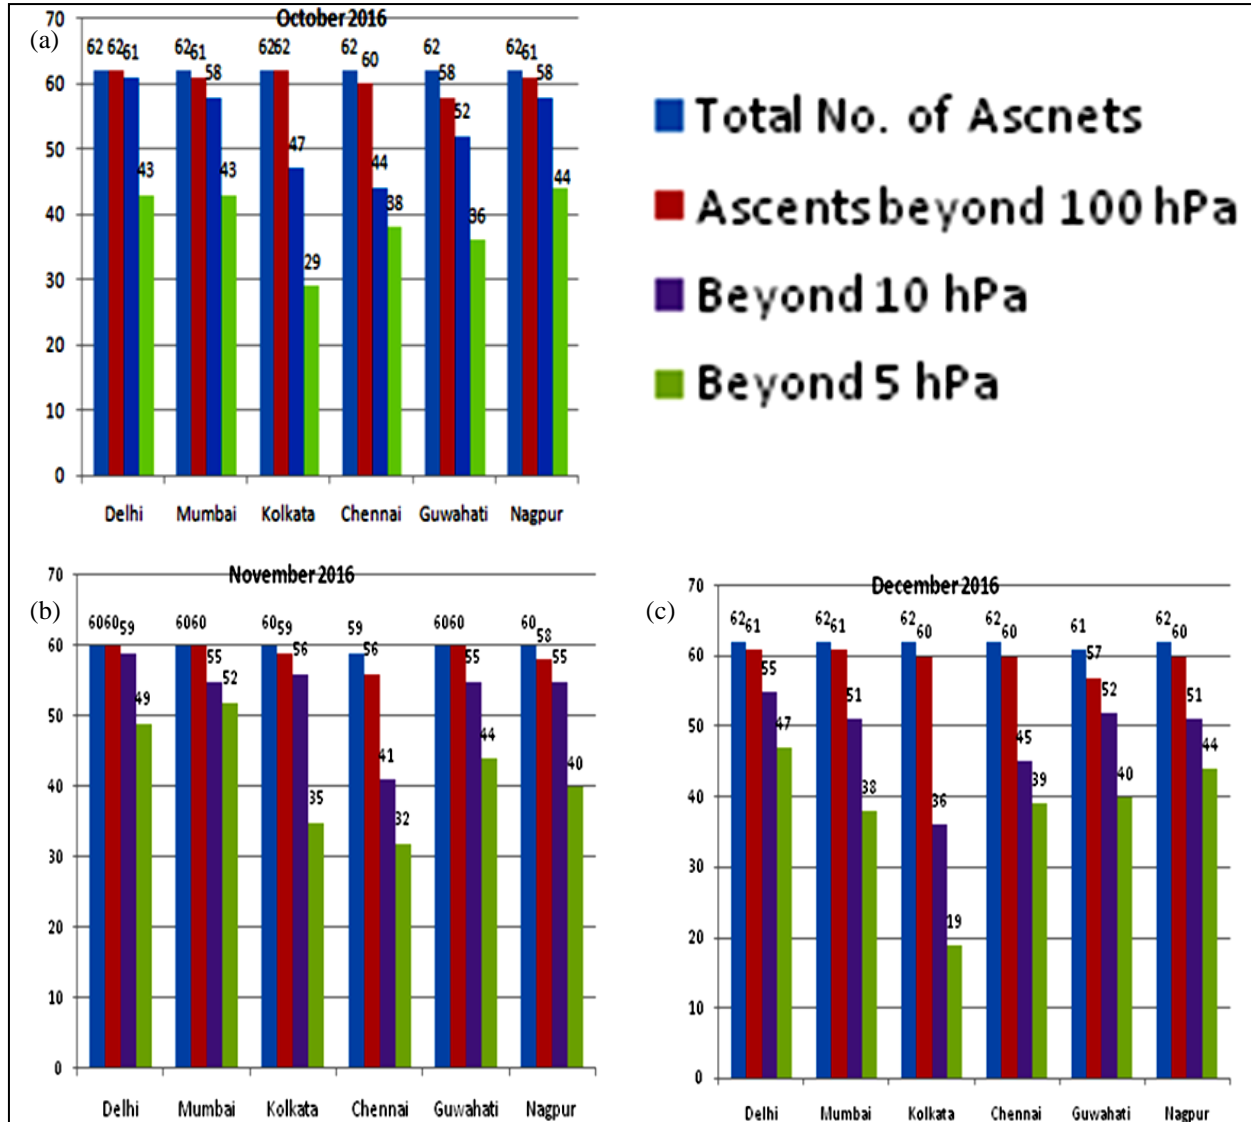 October 2016
(a)
70
60
50
40
30
20
10
0
62 62 61 43
62 61 58 43
62 62 47 29
62 60 44 38
62 58 52 36
62 61 58 44
Delhi Mumbai Kolkata Chennai Guwahati Nagpur
Total No. of Ascnets
Ascents beyond 100 hPa
Beyond 10 hPa
Beyond 5 hPa
November 2016
(b)
70
60
50
40
30
20
10
0
60 60 59 49
60 60 55 52
60 59 56 35
59 56 41 32
60 60 55 44
60 58 55 40
Delhi Mumbai Kolkata Chennai Guwahati Nagpur
December 2016
(c)
70
60
50
40
30
20
10
0
62 61 55 47
62 61 51 38
62 60 36 19
62 60 45 39
61 57 52 40
62 60 51 44
Delhi Mumbai Kolkata Chennai Guwahati Nagpur